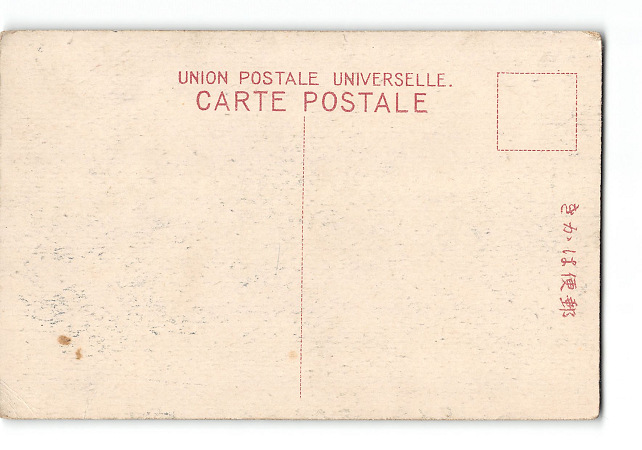 UNION POSTALE UNIVERSELLE.
CARTE POSTALE
きかは便郵